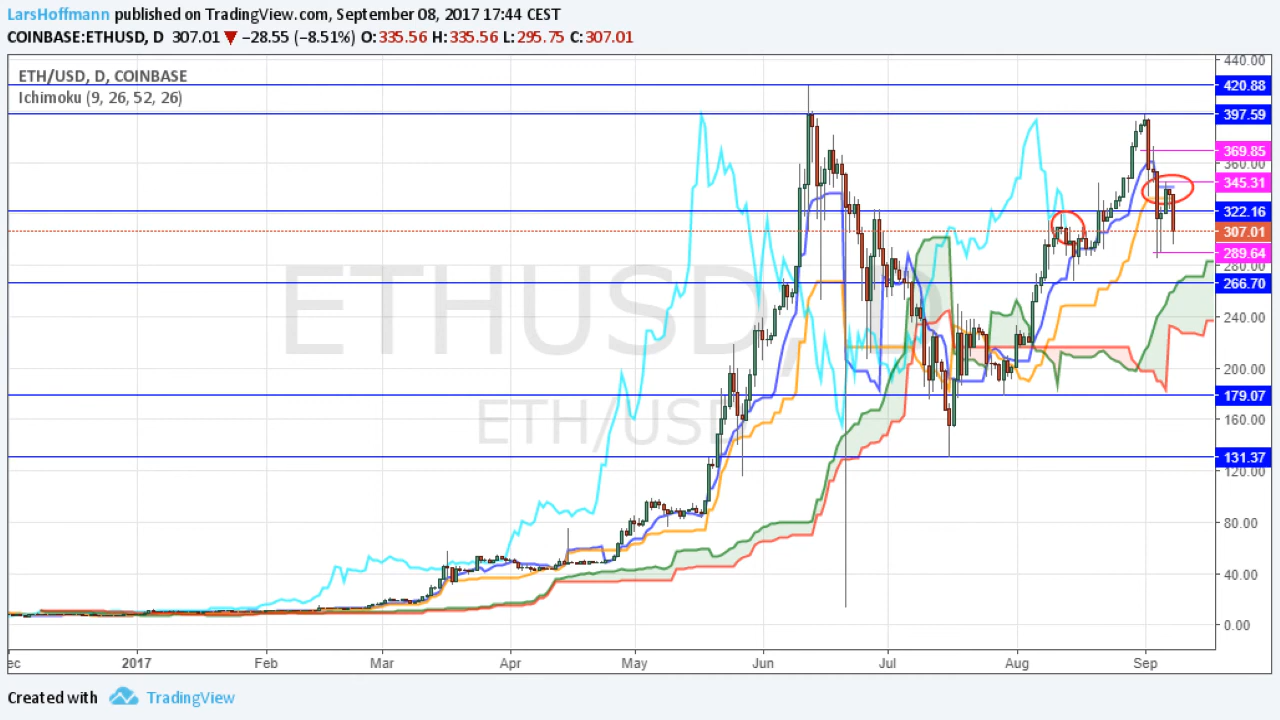 LarsHoffmann published on TradingView.com, September 08, 2017 17:44 CEST
COINBASE:ETHUSD, D 307.01 ▼ −28.55 (−8.51%) O:335.56 H:335.56 L:295.75 C:307.01
ETH/USD, D, COINBASE
Ichimoku (9, 26, 52, 26)
440.00
420.88
397.59
369.85
360.00
345.31
322.16
307.01
289.64
280.00
266.70
240.00
200.00
179.07
160.00
131.37
120.00
80.00
40.00
0.00
ETHUSD, D
ETH/USD
ec 2017 Feb Mar Apr May Jun Jul Aug Sep
Created with TradingView